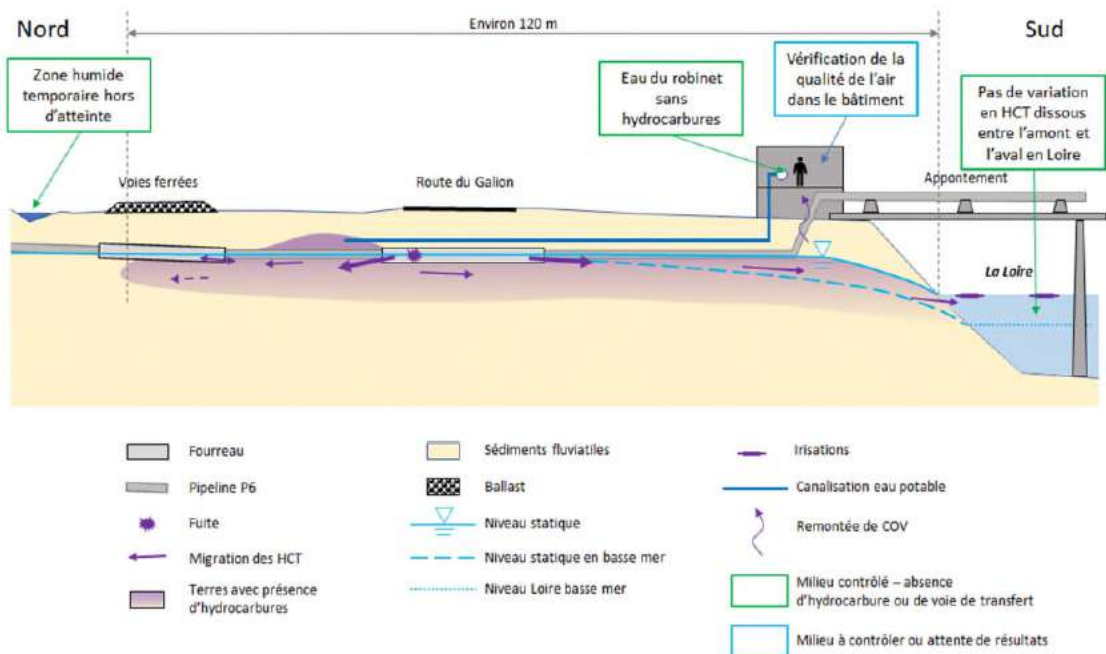 Nord
Environ 120 m
Sud
Zone humide
temporaire hors
d'atteinte
Eau du robinet
sans
hydrocarbures
Vérification de la
qualité de l'air
dans le bâtiment
Pas de variation
en HCT dissous
entre l'amont et
l'aval en Loire
Voies ferrées
Route du Galion
Appontement
La Loire
Fourreau
Pipeline P6
Fuite
Migration des HCT
Terres avec présence
d'hydrocarbures
Sédiments fluviatiles
Ballast
Niveau statique
Niveau statique en basse mer
Niveau Loire basse mer
Irisations
Canalisation eau potable
Remontée de COV
Milieu contrôlé – absence
d'hydrocarbure ou de voie de transfert
Milieu à contrôler ou attente de résultats